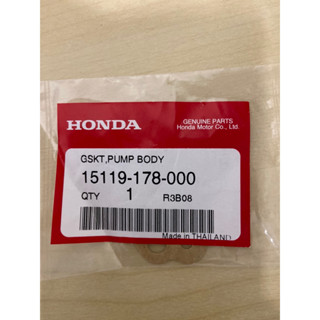 HONDA
GENUINE PARTS
Honda Motor Co., Ltd.
GSKT,PUMP BODY
15119-178-000
QTY 1 R3B08
Made in THAILAND